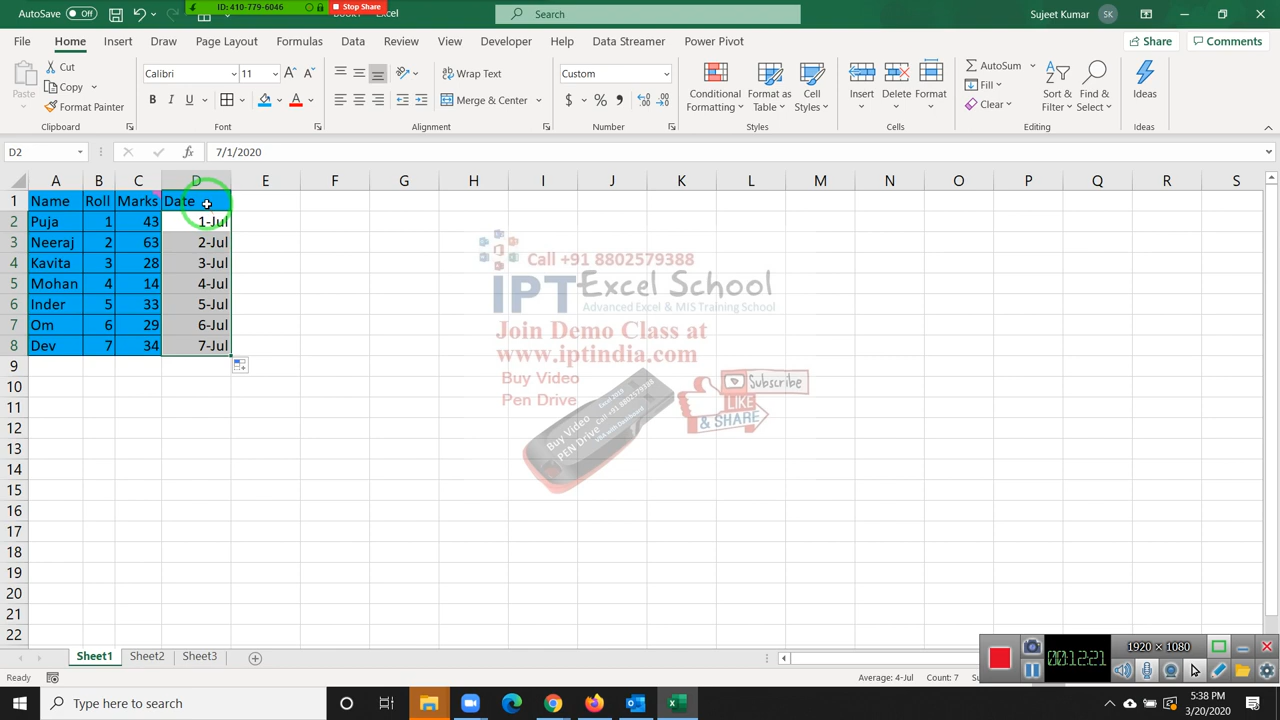 AutoSave Off
Book1 - Excel
ID: 410-779-6046
Stop Share
Search
Sujeet Kumar SK
File Home Insert Draw Page Layout Formulas Data Review View Developer Help Data Streamer Power Pivot Share Comments
Paste Cut Copy Format Painter Clipboard
Calibri 11 B I U A Font
Wrap Text Merge & Center Alignment
Custom $ % , Number
Conditional Formatting Format as Table Cell Styles Styles
Insert Delete Format Cells
AutoSum Fill Clear Sort & Filter Find & Select Editing
Ideas Ideas
D2 fx 7/1/2020
A B C D E F G H I J K L M N O P Q R S
1 Name Roll Marks Date
2 Puja 1 43 1-Jul
3 Neeraj 2 63 2-Jul
4 Kavita 3 28 3-Jul
5 Mohan 4 14 4-Jul
6 Inder 5 33 5-Jul
7 Om 6 29 6-Jul
8 Dev 7 34 7-Jul
9
10
11
12
13
14
15
16
17
18
19
20
21
22
Call +91 8802579388
IPT Excel School
Advanced Excel & MIS Training School
Join Demo Class at
www.iptindia.com
Buy Video
Pen Drive
Subscribe
LIKE
& SHARE
Buy Video
PEN Drive
Call +91 8802579388
Sheet1 Sheet2 Sheet3
Ready
Average: 4-Jul Count: 7
1920 × 1080
00:12:21
Type here to search
5:38 PM
3/20/2020